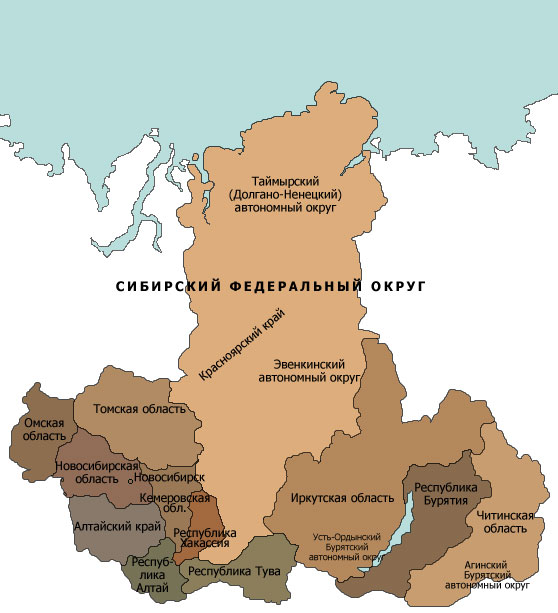 Таймырский
(Долгано-Ненецкий)
автономный округ
СИБИРСКИЙ ФЕДЕРАЛЬНЫЙ ОКРУГ
Красноярский край
Эвенкинский
автономный округ
Томская область
Омская
область
Новосибирская
область
Новосибирск
Кемеровская
обл.
Алтайский край
Республика
Хакассия
Респуб-
лика
Алтай
Республика Тува
Иркутская область
Усть-Ордынский
Бурятский
автономный округ
Республика
Бурятия
Читинская
область
Агинский
Бурятский
автономный округ